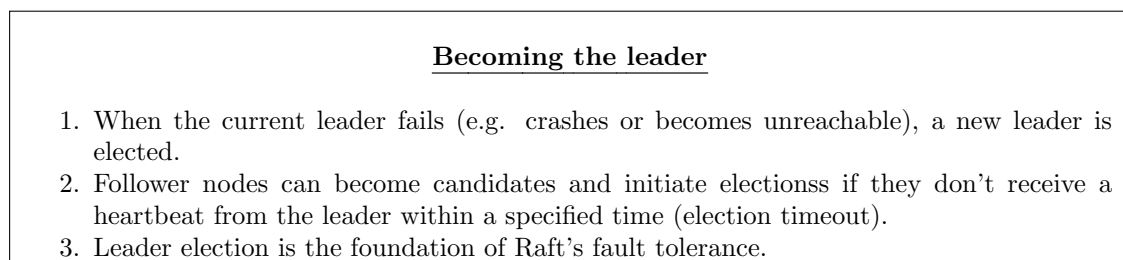 Becoming the leader
1. When the current leader fails (e.g. crashes or becomes unreachable), a new leader is
elected.
2. Follower nodes can become candidates and initiate electionss if they don't receive a
heartbeat from the leader within a specified time (election timeout).
3. Leader election is the foundation of Raft's fault tolerance.